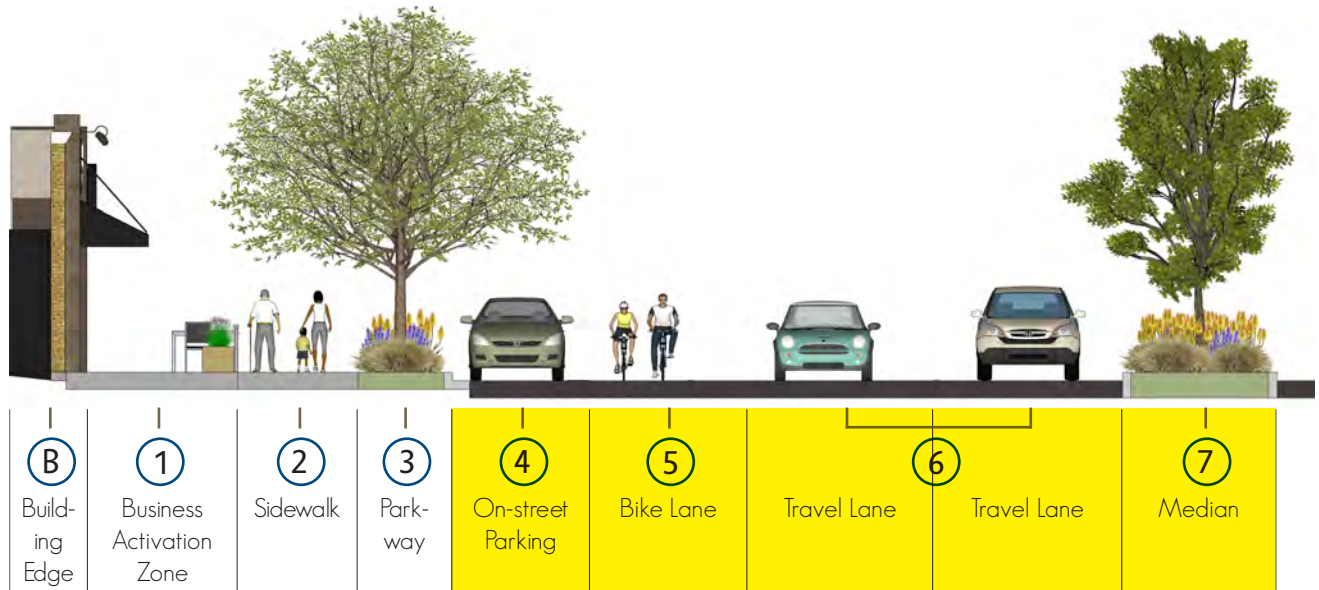 B
Build-
ing
Edge
1
Business
Activation
Zone
2
Sidewalk
3
Park-
way
4
On-street
Parking
5
Bike Lane
6
Travel Lane
Travel Lane
7
Median